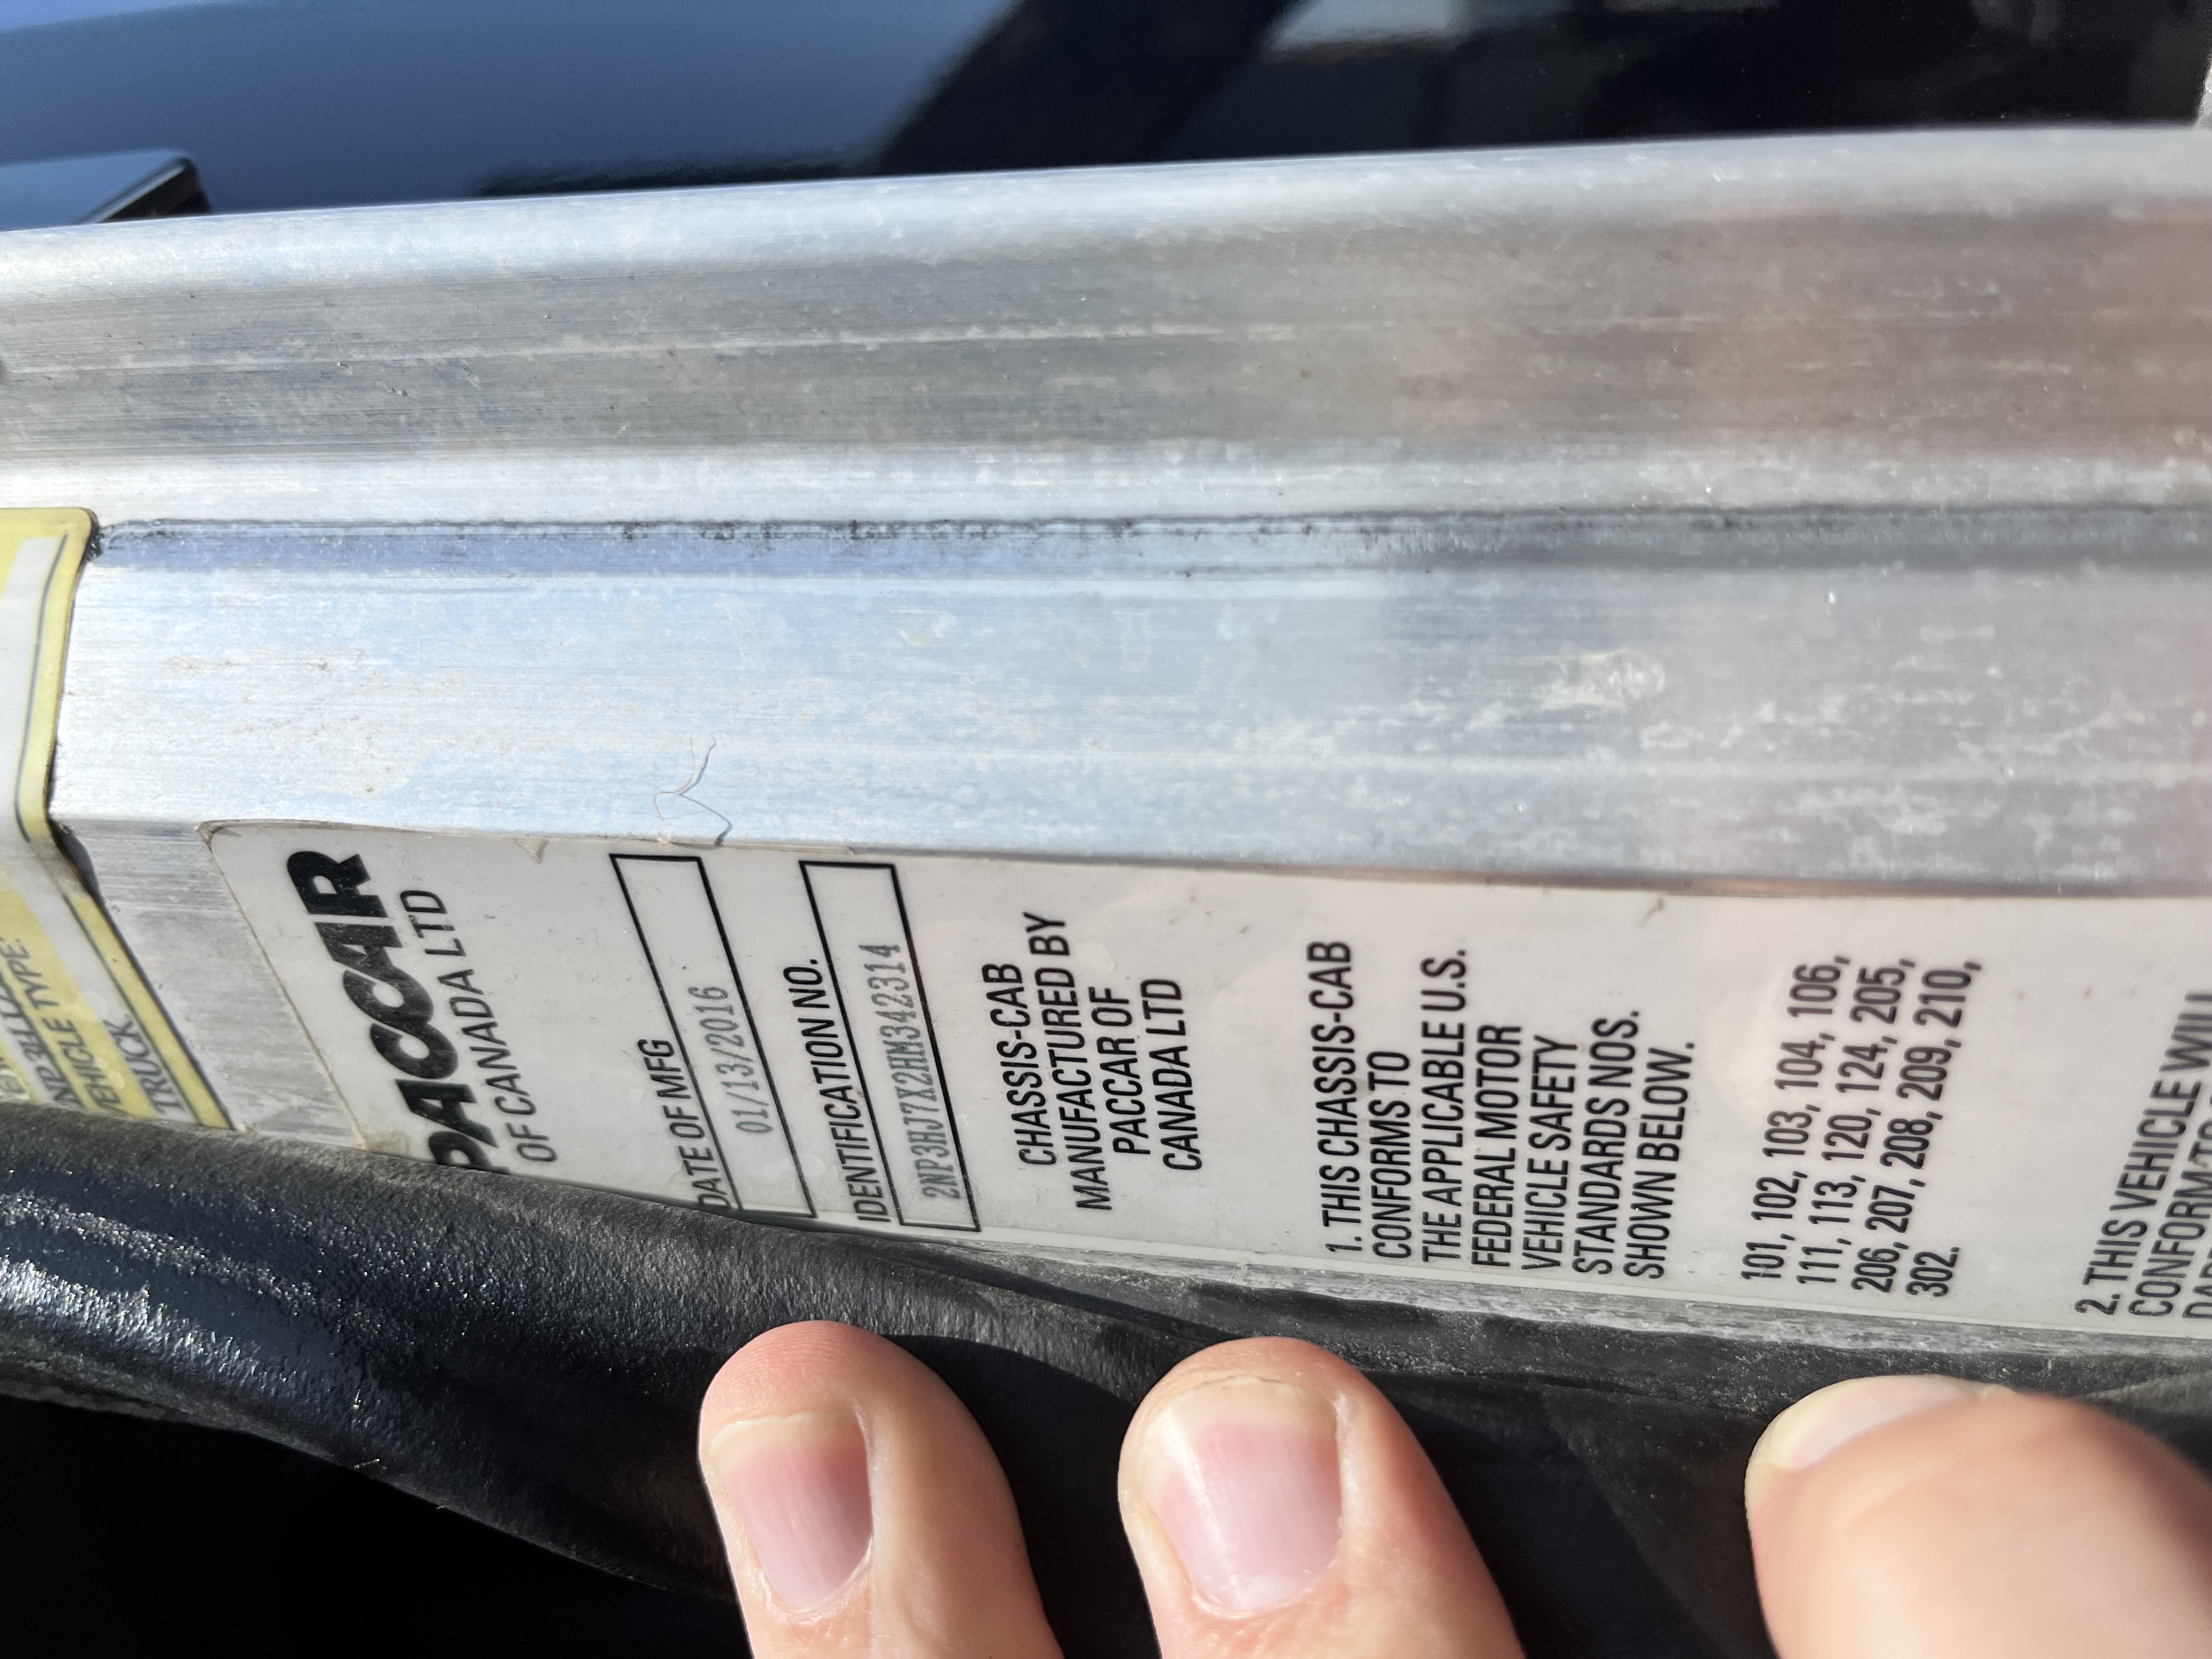 VEHICLE TYPE:
TRUCK
PACCAR
OF CANADA LTD
DATE OF MFG
01/13/2016
IDENTIFICATION NO.
2NP3HJ7X2HM342314
CHASSIS-CAB
MANUFACTURED BY
PACCAR OF
CANADA LTD
1. THIS CHASSIS-CAB
CONFORMS TO
THE APPLICABLE U.S.
FEDERAL MOTOR
VEHICLE SAFETY
STANDARDS NOS.
SHOWN BELOW.
101, 102, 103, 104, 106,
111, 113, 120, 124, 205,
206, 207, 208, 209, 210,
302.
2. THIS VEHICLE WILL
CONFORM TO